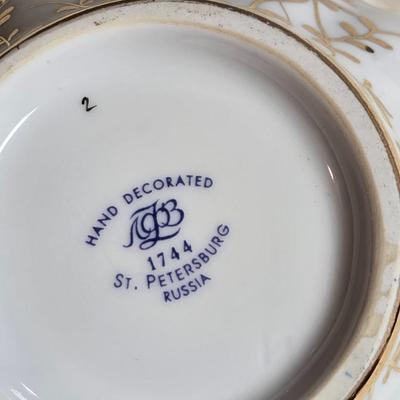 2
HAND DECORATED
ЛФЗ
1744
ST. PETERSBURG
RUSSIA